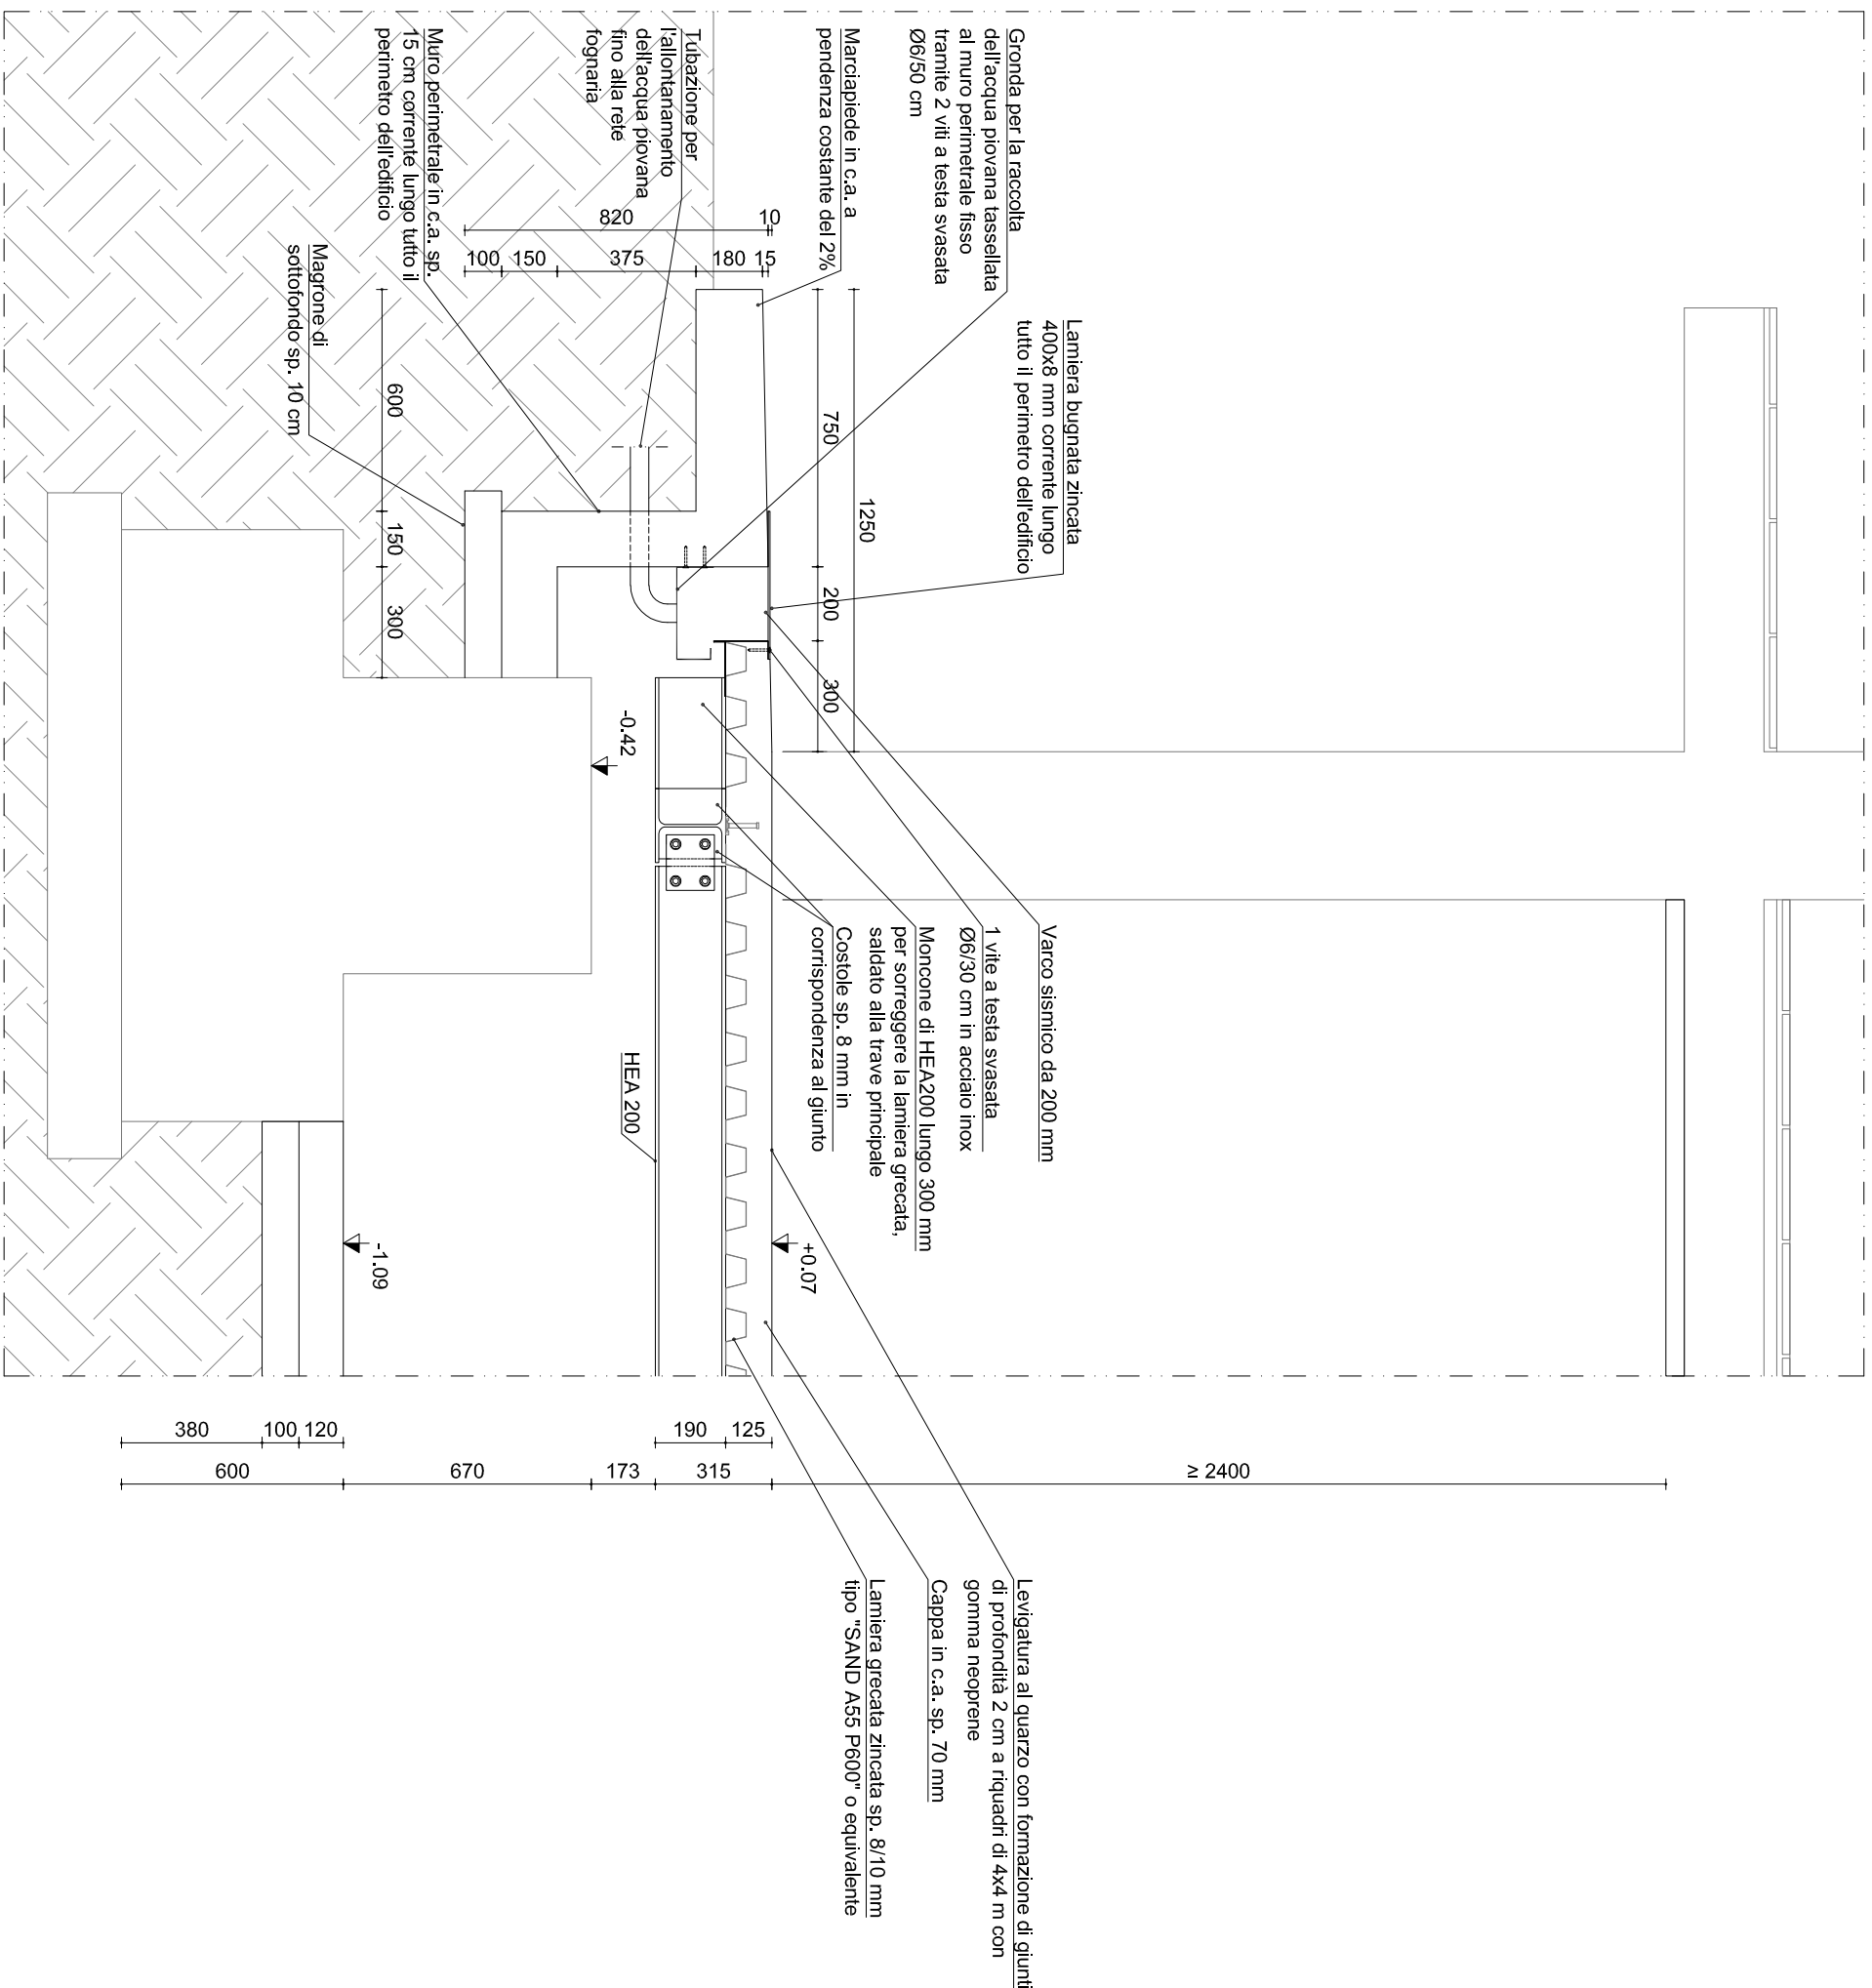 Gronda per la raccolta
dell'acqua piovana tassellata
al muro perimetrale fisso
tramite 2 viti a testa svasata
Ø6/50 cm
Marciapiede in c.a. a
pendenza costante del 2%
Tubazione per
l'allontanamento
dell'acqua piovana
fino alla rete
fognaria
Muro perimetrale in c.a. sp.
15 cm corrente lungo tutto il
perimetro dell'edificio
Magrone di
sottofondo sp. 10 cm
Lamiera bugnata zincata
400x8 mm corrente lungo
tutto il perimetro dell'edificio
820
10
100
150
375
180
15
600
150
300
750
200
300
1250
Varco sismico da 200 mm
1 vite a testa svasata
Ø6/30 cm in acciaio inox
Moncone di HEA200 lungo 300 mm
per sorreggere la lamiera grecata,
saldato alla trave principale
Costole sp. 8 mm in
corrispondenza al giunto
HEA 200
-0.42
+0.07
-1.09
380
100
120
190
125
600
670
173
315
≥ 2400
Levigatura al quarzo con formazione di giunti
di profondità 2 cm a riquadri di 4x4 m con
gomma neoprene
Cappa in c.a. sp. 70 mm
Lamiera grecata zincata sp. 8/10 mm
tipo "SAND A55 P600" o equivalente